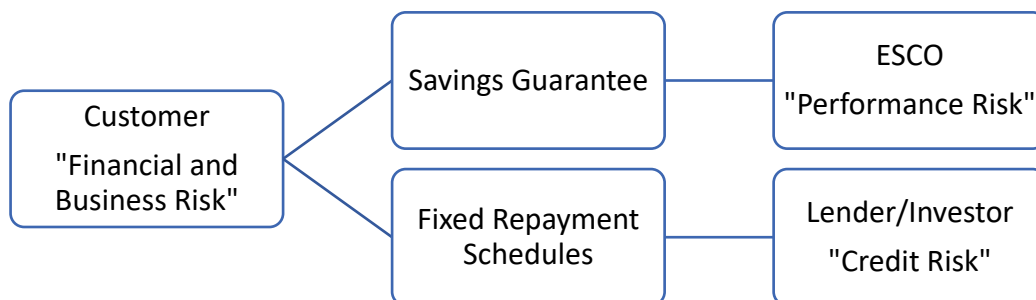 Customer
"Financial and
Business Risk"
Savings Guarantee
ESCO
"Performance Risk"
Fixed Repayment
Schedules
Lender/Investor
"Credit Risk"